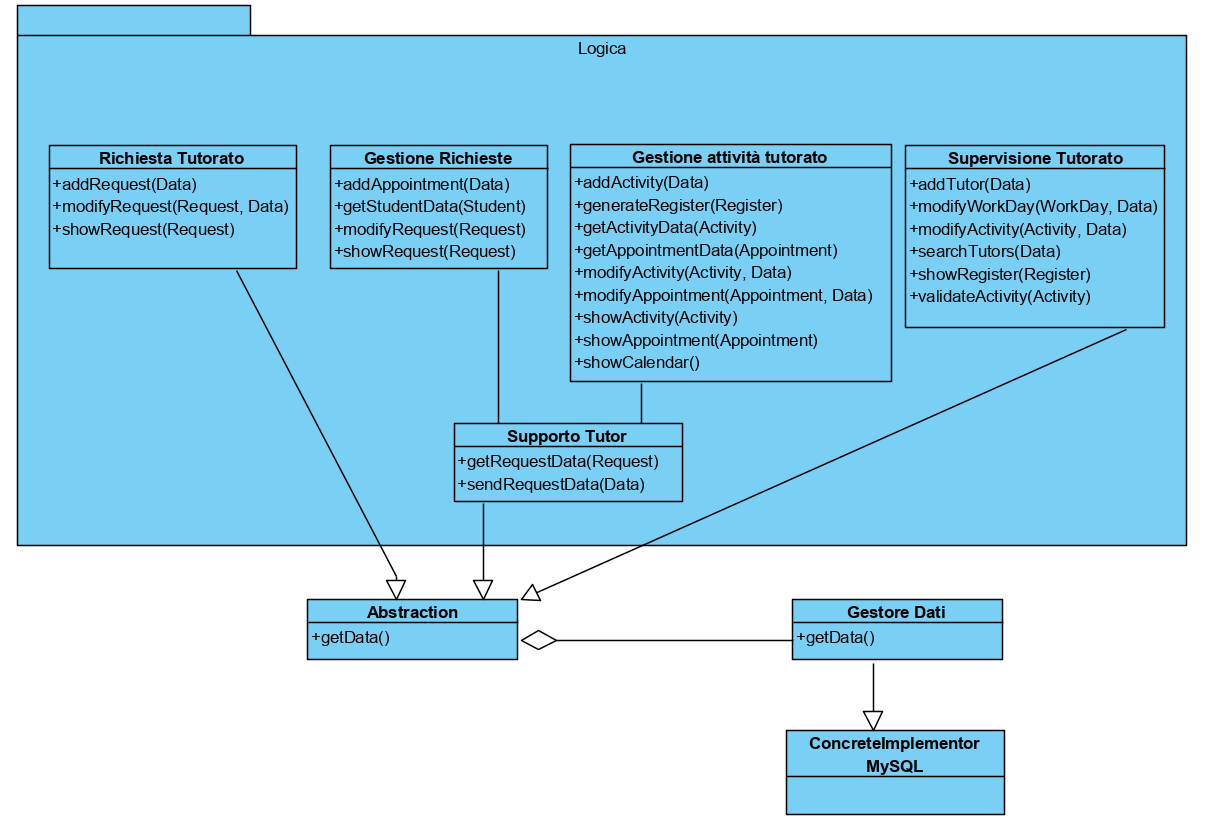 Logica
Richiesta Tutorato
+addRequest(Data)
+modifyRequest(Request, Data)
+showRequest(Request)
Gestione Richieste
+addAppointment(Data)
+getStudentData(Student)
+modifyRequest(Request)
+showRequest(Request)
Gestione attività tutorato
+addActivity(Data)
+generateRegister(Register)
+getActivityData(Activity)
+getAppointmentData(Appointment)
+modifyActivity(Activity, Data)
+modifyAppointment(Appointment, Data)
+showActivity(Activity)
+showAppointment(Appointment)
+showCalendar()
Supervisione Tutorato
+addTutor(Data)
+modifyWorkDay(WorkDay, Data)
+modifyActivity(Activity, Data)
+searchTutors(Data)
+showRegister(Register)
+validateActivity(Activity)
Supporto Tutor
+getRequestData(Request)
+sendRequestData(Data)
Abstraction
+getData()
Gestore Dati
+getData()
ConcreteImplementor
MySQL